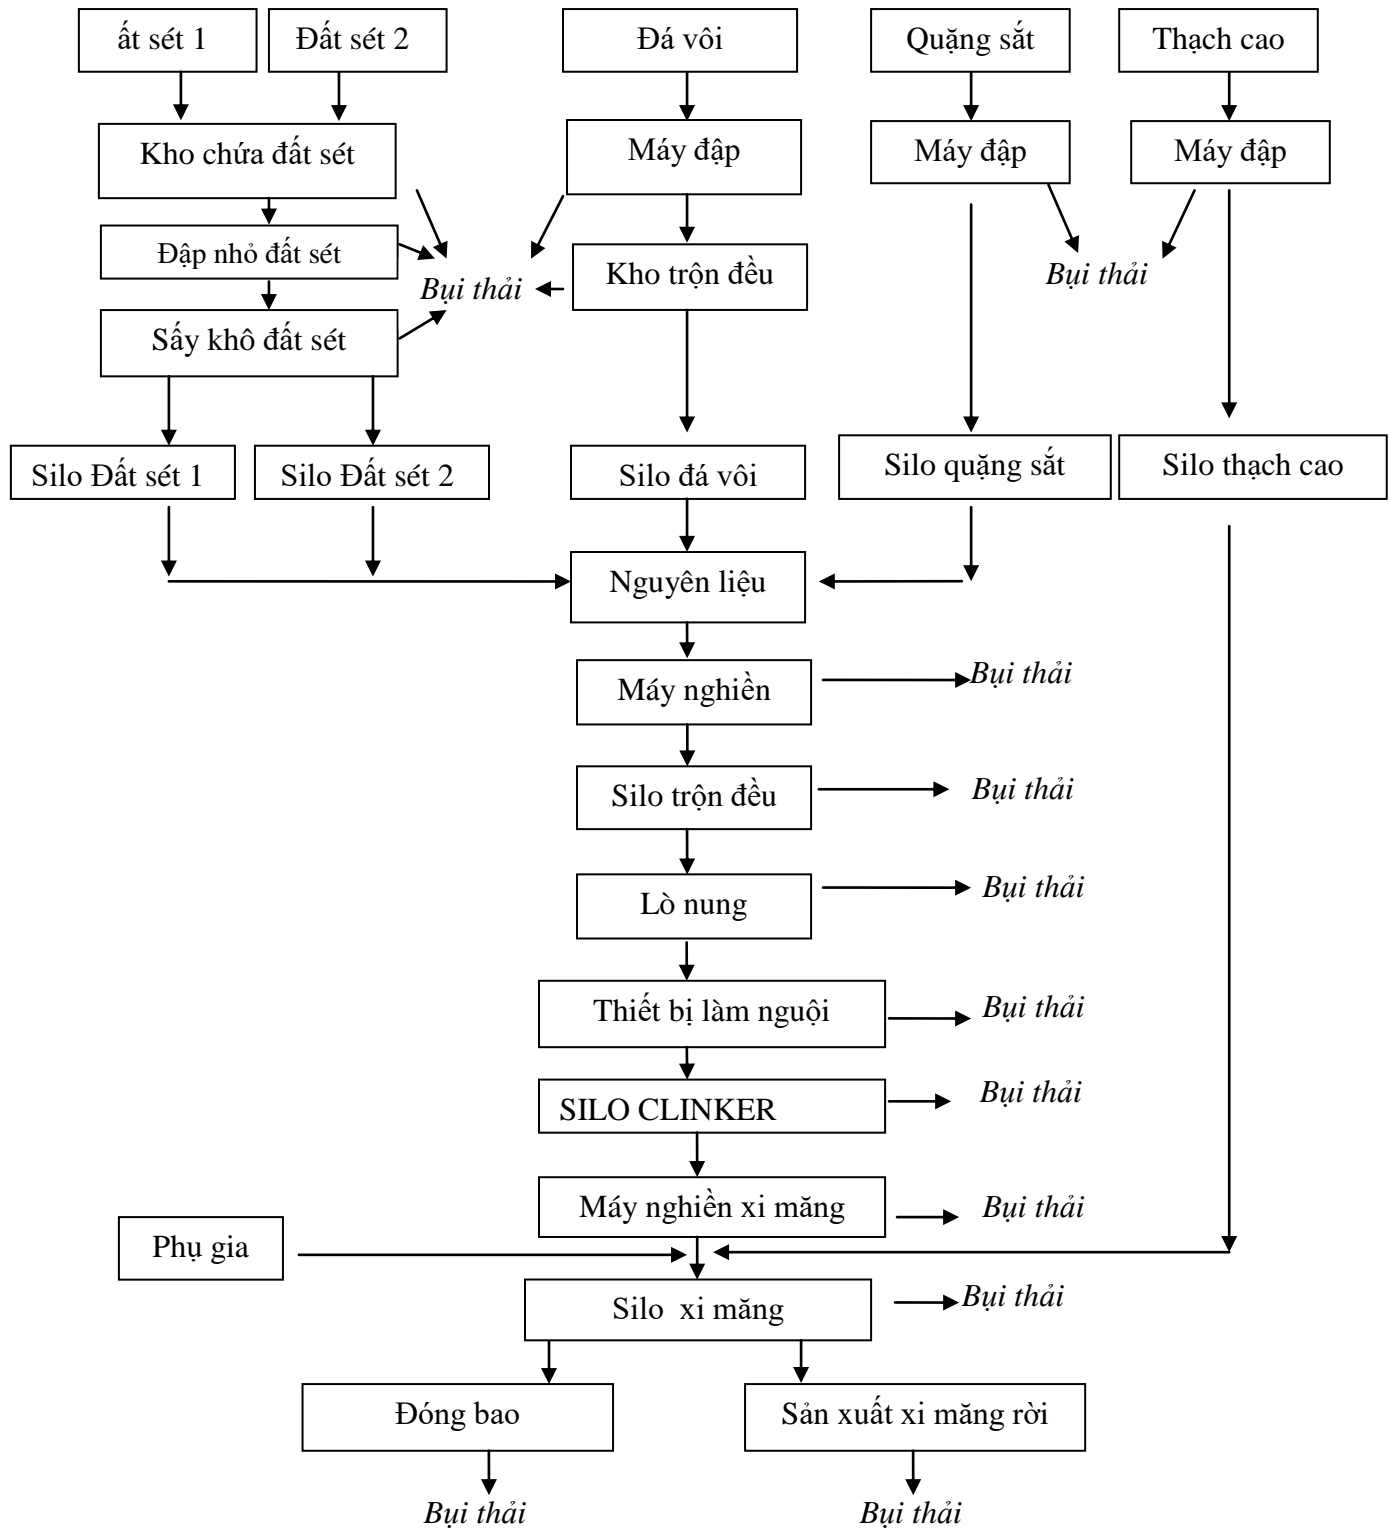 ất sét 1
Đất sét 2
Đá vôi
Quặng sắt
Thạch cao
Kho chứa đất sét
Máy đập
Máy đập
Máy đập
Đập nhỏ đất sét
Bụi thải
Kho trộn đều
Bụi thải
Sấy khô đất sét
Silo Đất sét 1
Silo Đất sét 2
Silo đá vôi
Silo quặng sắt
Silo thạch cao
Nguyên liệu
Máy nghiền
Bụi thải
Silo trộn đều
Bụi thải
Lò nung
Bụi thải
Thiết bị làm nguội
Bụi thải
SILO CLINKER
Bụi thải
Máy nghiền xi măng
Bụi thải
Phụ gia
Silo xi măng
Bụi thải
Đóng bao
Sản xuất xi măng rời
Bụi thải
Bụi thải